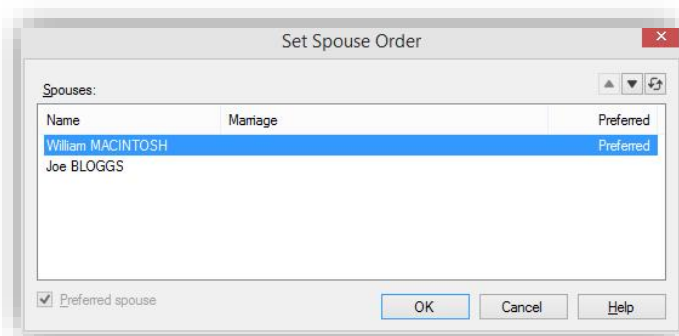 Set Spouse Order
Spouses:
Name Marriage Preferred
William MACINTOSH Preferred
Joe BLOGGS
Preferred spouse OK Cancel Help